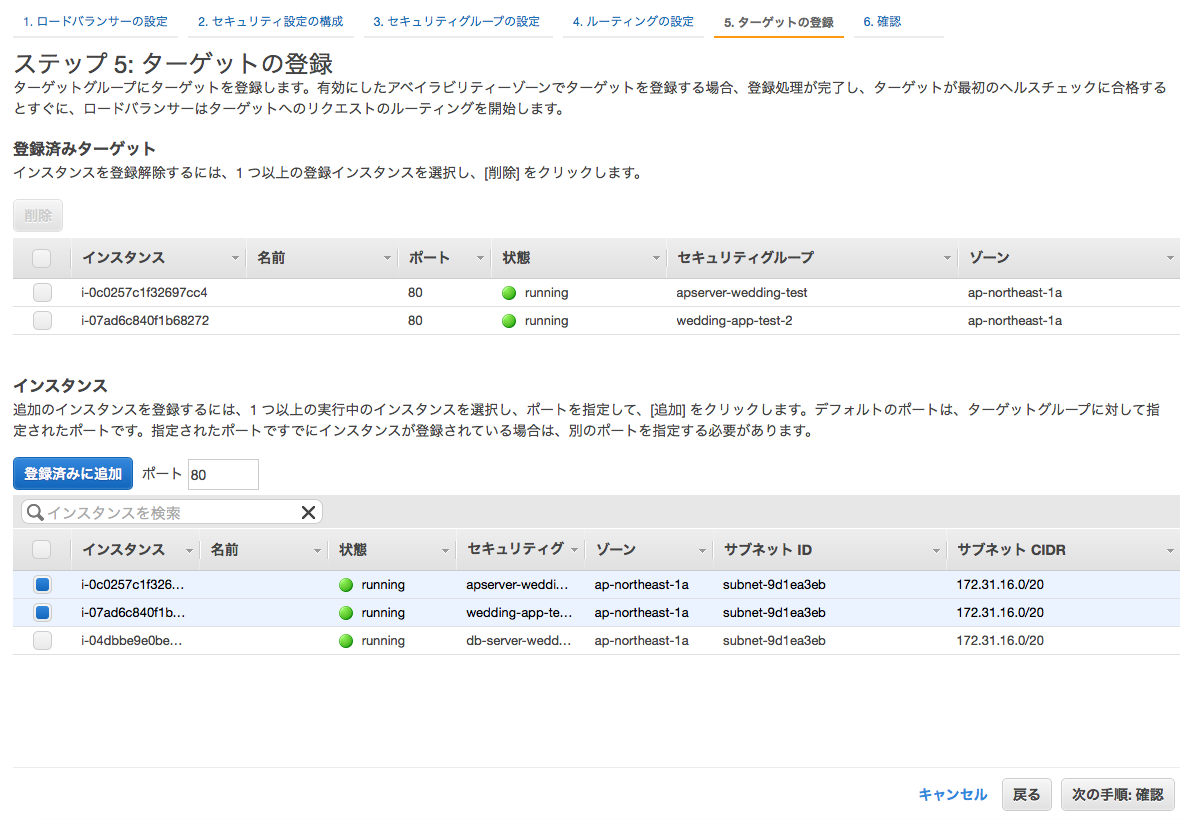 1. ロードバランサーの設定 2. セキュリティ設定の構成 3. セキュリティグループの設定 4. ルーティングの設定 5. ターゲットの登録 6. 確認
ステップ 5: ターゲットの登録
ターゲットグループにターゲットを登録します。有効にしたアベイラビリティーゾーンでターゲットを登録する場合、登録処理が完了し、ターゲットが最初のヘルスチェックに合格する
とすぐに、ロードバランサーはターゲットへのリクエストのルーティングを開始します。
登録済みターゲット
インスタンスを登録解除するには、1 つ以上の登録インスタンスを選択し、[削除] をクリックします。
削除
インスタンス 名前 ポート 状態 セキュリティグループ ゾーン
i-0c0257c1f32697cc4 80 running apserver-wedding-test ap-northeast-1a
i-07ad6c840f1b68272 80 running wedding-app-test-2 ap-northeast-1a
インスタンス
追加のインスタンスを登録するには、1 つ以上の実行中のインスタンスを選択し、ポートを指定して、[追加] をクリックします。デフォルトのポートは、ターゲットグループに対して指
定されたポートです。指定されたポートですでにインスタンスが登録されている場合は、別のポートを指定する必要があります。
登録済みに追加 ポート 80
インスタンスを検索
インスタンス 名前 状態 セキュリティグ ゾーン サブネット ID サブネット CIDR
i-0c0257c1f326... running apserver-weddi... ap-northeast-1a subnet-9d1ea3eb 172.31.16.0/20
i-07ad6c840f1b... running wedding-app-te... ap-northeast-1a subnet-9d1ea3eb 172.31.16.0/20
i-04dbbe9e0be... running db-server-wedd... ap-northeast-1a subnet-9d1ea3eb 172.31.16.0/20
キャンセル 戻る 次の手順: 確認